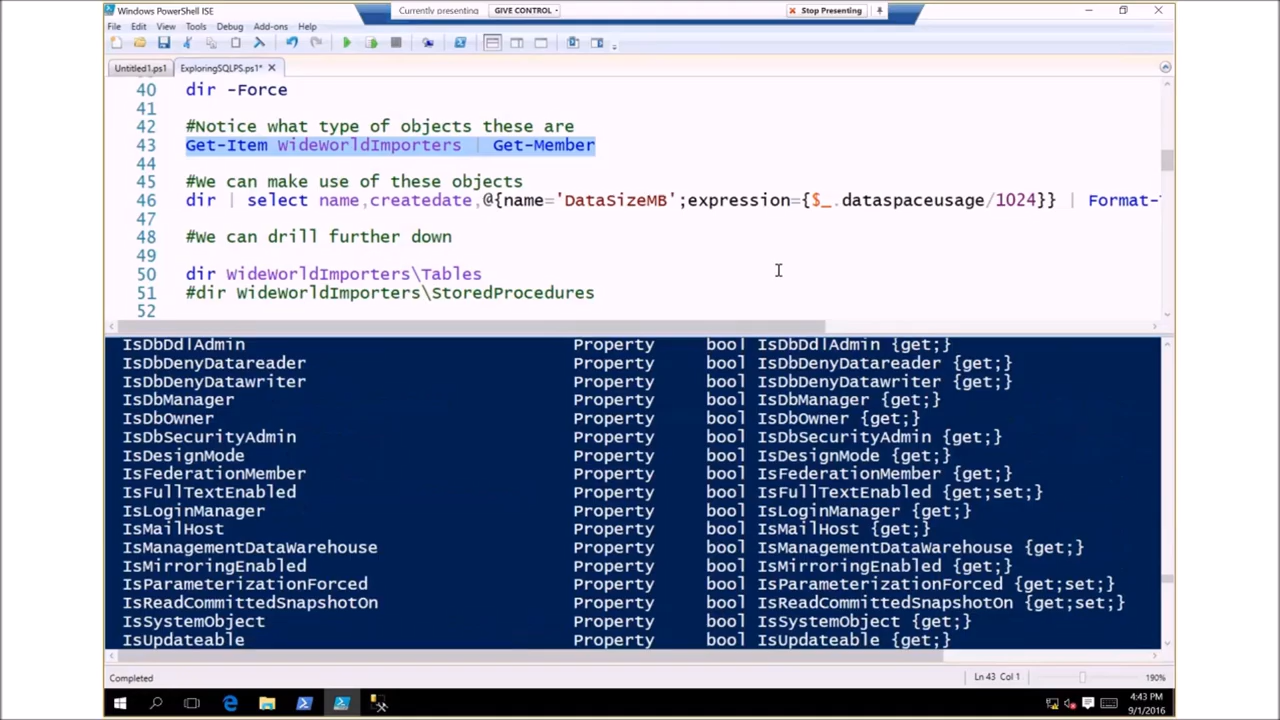 Windows PowerShell ISE
Currently presenting GIVE CONTROL Stop Presenting
File Edit View Tools Debug Add-ons Help
Untitled1.ps1 ExploringSQLPS.ps1*
40 dir -Force
41
42 #Notice what type of objects these are
43 Get-Item WideWorldImporters | Get-Member
44
45 #We can make use of these objects
46 dir | select name,createdate,@{name='DataSizeMB';expression={$_.dataspaceusage/1024}} | Format-
47
48 #We can drill further down
49
50 dir WideWorldImporters\Tables
51 #dir WideWorldImporters\StoredProcedures
52
IsDbDdlAdmin Property bool IsDbDdlAdmin {get;}
IsDbDenyDatareader Property bool IsDbDenyDatareader {get;}
IsDbDenyDatawriter Property bool IsDbDenyDatawriter {get;}
IsDbManager Property bool IsDbManager {get;}
IsDbOwner Property bool IsDbOwner {get;}
IsDbSecurityAdmin Property bool IsDbSecurityAdmin {get;}
IsDesignMode Property bool IsDesignMode {get;}
IsFederationMember Property bool IsFederationMember {get;}
IsFullTextEnabled Property bool IsFullTextEnabled {get;set;}
IsLoginManager Property bool IsLoginManager {get;}
IsMailHost Property bool IsMailHost {get;}
IsManagementDataWarehouse Property bool IsManagementDataWarehouse {get;}
IsMirroringEnabled Property bool IsMirroringEnabled {get;}
IsParameterizationForced Property bool IsParameterizationForced {get;set;}
IsReadCommittedSnapshotOn Property bool IsReadCommittedSnapshotOn {get;set;}
IsSystemObject Property bool IsSystemObject {get;}
IsUpdateable Property bool IsUpdateable {get;}
Completed Ln 43 Col 1 190%
4:43 PM
9/1/2016